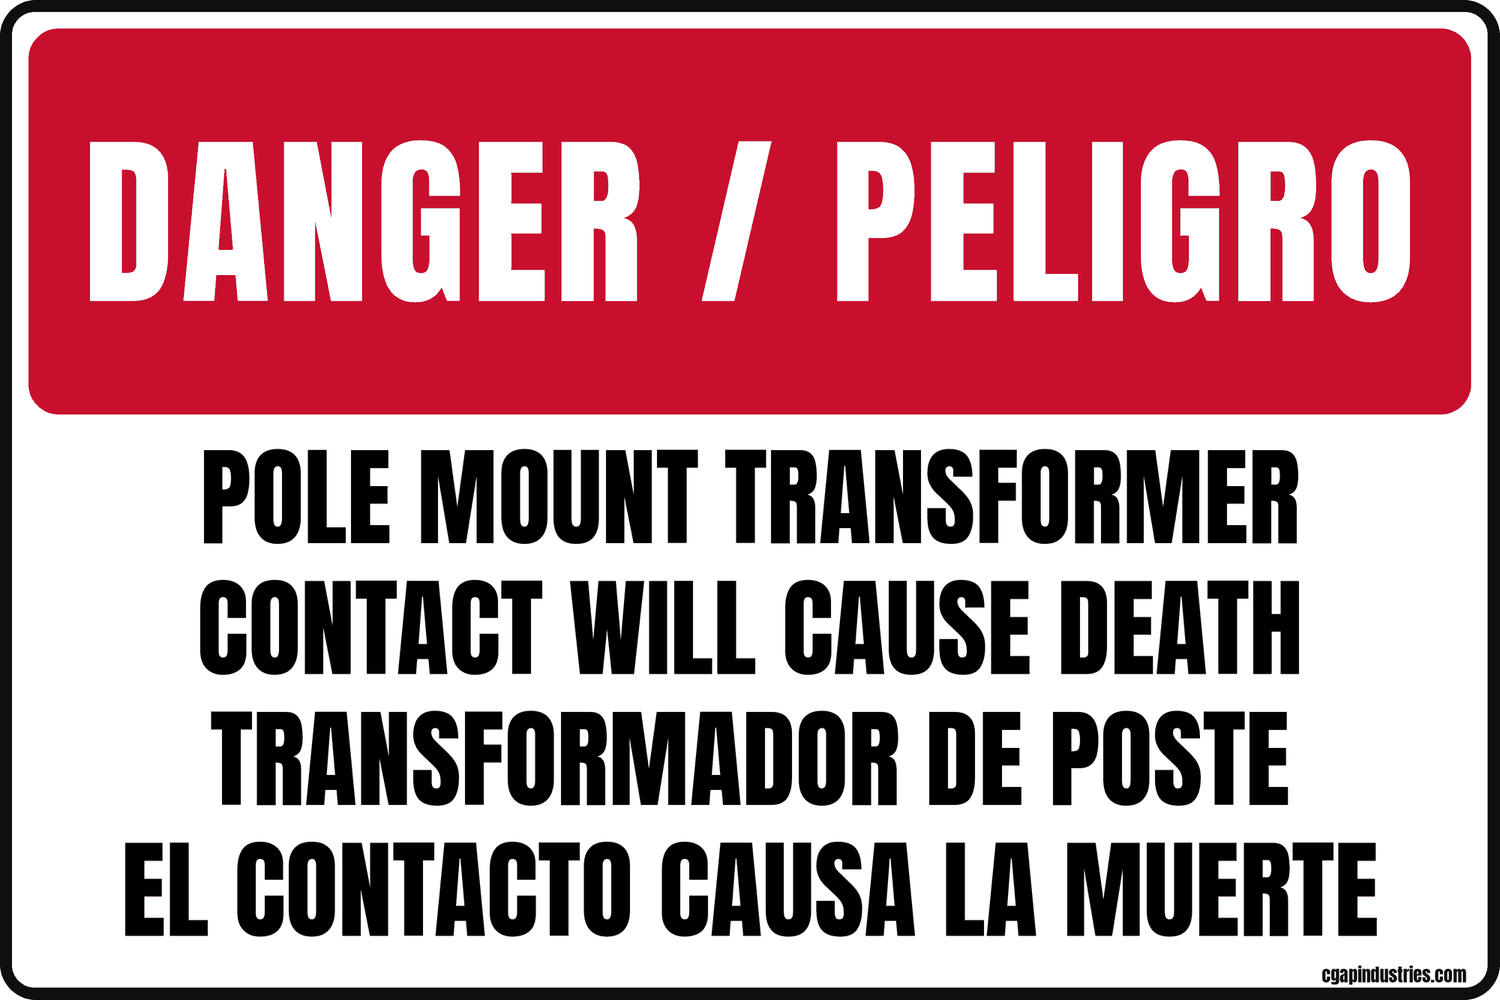 DANGER / PELIGRO
POLE MOUNT TRANSFORMER
CONTACT WILL CAUSE DEATH
TRANSFORMADOR DE POSTE
EL CONTACTO CAUSA LA MUERTE
cgapindustries.com